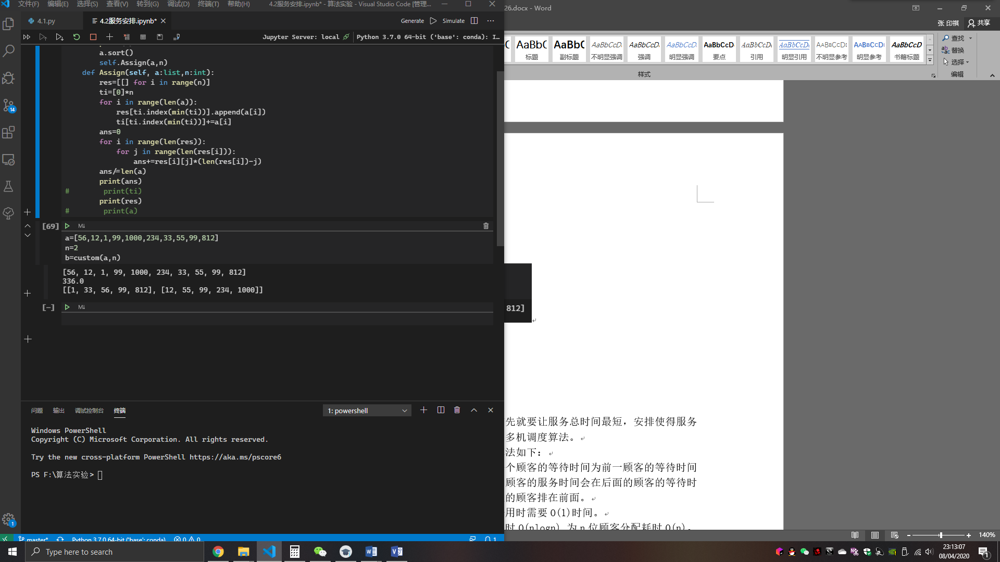 文件(F) 编辑(E) 选择(S) 查看(V) 转到(G) 调试(D) 终端(T) 帮助(H) 4.2服务安排.ipynb* - 算法实验 - Visual Studio Code [管理...
4.1.py 4.2服务安排.ipynb* Generate Simulate
Jupyter Server: local Python 3.7.0 64-bit ('base': conda): I…
a.sort()
self.Assign(a,n)
def Assign(self, a:list,n:int):
res=[[] for i in range(n)]
ti=[0]*n
for i in range(len(a)):
res[ti.index(min(ti))].append(a[i])
ti[ti.index(min(ti))]+=a[i]
ans=0
for i in range(len(res)):
for j in range(len(res[i])):
ans+=res[i][j]*(len(res[i])-j)
ans/=len(a)
print(ans)
# print(ti)
print(res)
# print(a)
[69] M↓
a=[56,12,1,99,1000,234,33,55,99,812]
n=2
b=custom(a,n)
[56, 12, 1, 99, 1000, 234, 33, 55, 99, 812]
336.0
[[1, 33, 56, 99, 812], [12, 55, 99, 234, 1000]]
[-] M↓
问题 输出 调试控制台 终端 1: powershell
Windows PowerShell
Copyright (C) Microsoft Corporation. All rights reserved.
Try the new cross-platform PowerShell https://aka.ms/pscore6
PS F:\算法实验>
14
1
master* Python 3.7.0 64-bit ('base': conda) 0 0 1
26.docx - Word
张 印祺 共享
AaBbC AaBbC AaBbCcD AaBbCcD AaBbCcD AaBbCcD AaBbCcD AaBbCcD AaBbCcD AaBbCcD AaBbCcD
标题 副标题 不明显强调 强调 明显强调 要点 引用 明显引用 不明显参考 明显参考 书籍标题
查找
替换
选择
样式 编辑
812]
先就要让服务总时间最短，安排使得服务
多机调度算法。
法如下：
个顾客的等待时间为前一顾客的等待时间
顾客的服务时间会在后面的顾客的等待时
的顾客排在前面。
用时需要 O(1)时间。
时 O(nlogn) 为 n 位顾客分配耗时 O(n)。
140%
Type here to search
23:13:07
08/04/2020
1